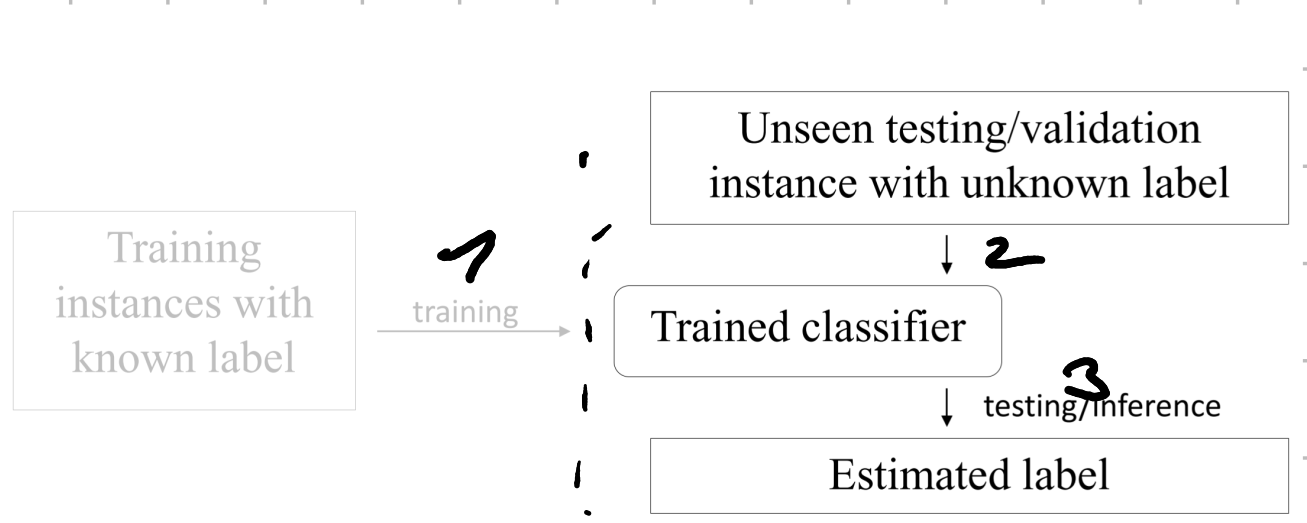 Unseen testing/validation
instance with unknown label
Training
instances with
known label
1
training
2
Trained classifier
3
testing/inference
Estimated label